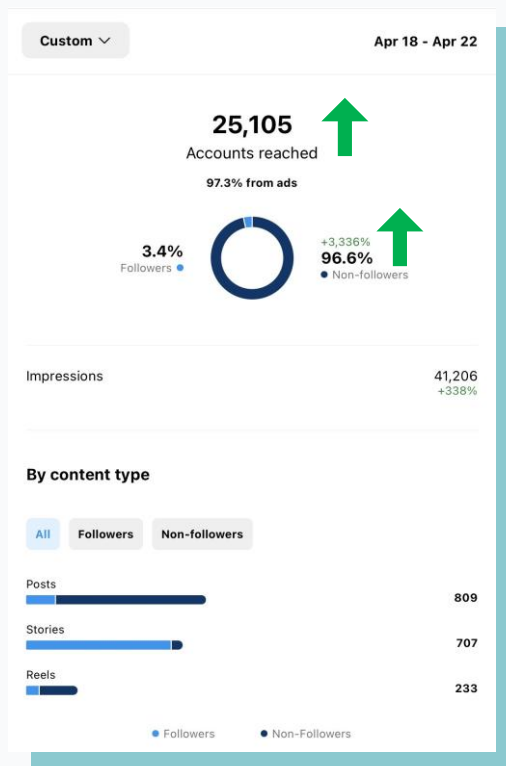 Custom
Apr 18 - Apr 22
25,105
Accounts reached
97.3% from ads
3.4%
Followers
+3,336%
96.6%
Non-followers
Impressions
41,206
+338%
By content type
All Followers Non-followers
Posts
809
Stories
707
Reels
233
Followers Non-Followers